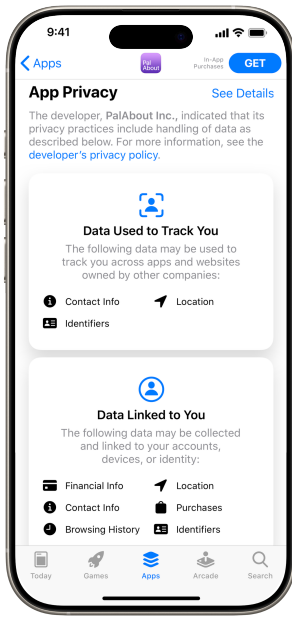 9:41
Apps
Pal
About
In-App
Purchases
GET
App Privacy
See Details
The developer, PalAbout Inc., indicated that its
privacy practices include handling of data as
described below. For more information, see the
developer's privacy policy.
Data Used to Track You
The following data may be used to
track you across apps and websites
owned by other companies:
Contact Info
Location
Identifiers
Data Linked to You
The following data may be collected
and linked to your accounts,
devices, or identity:
Financial Info
Location
Contact Info
Purchases
Browsing History
Identifiers
Today
Games
Apps
Arcade
Search